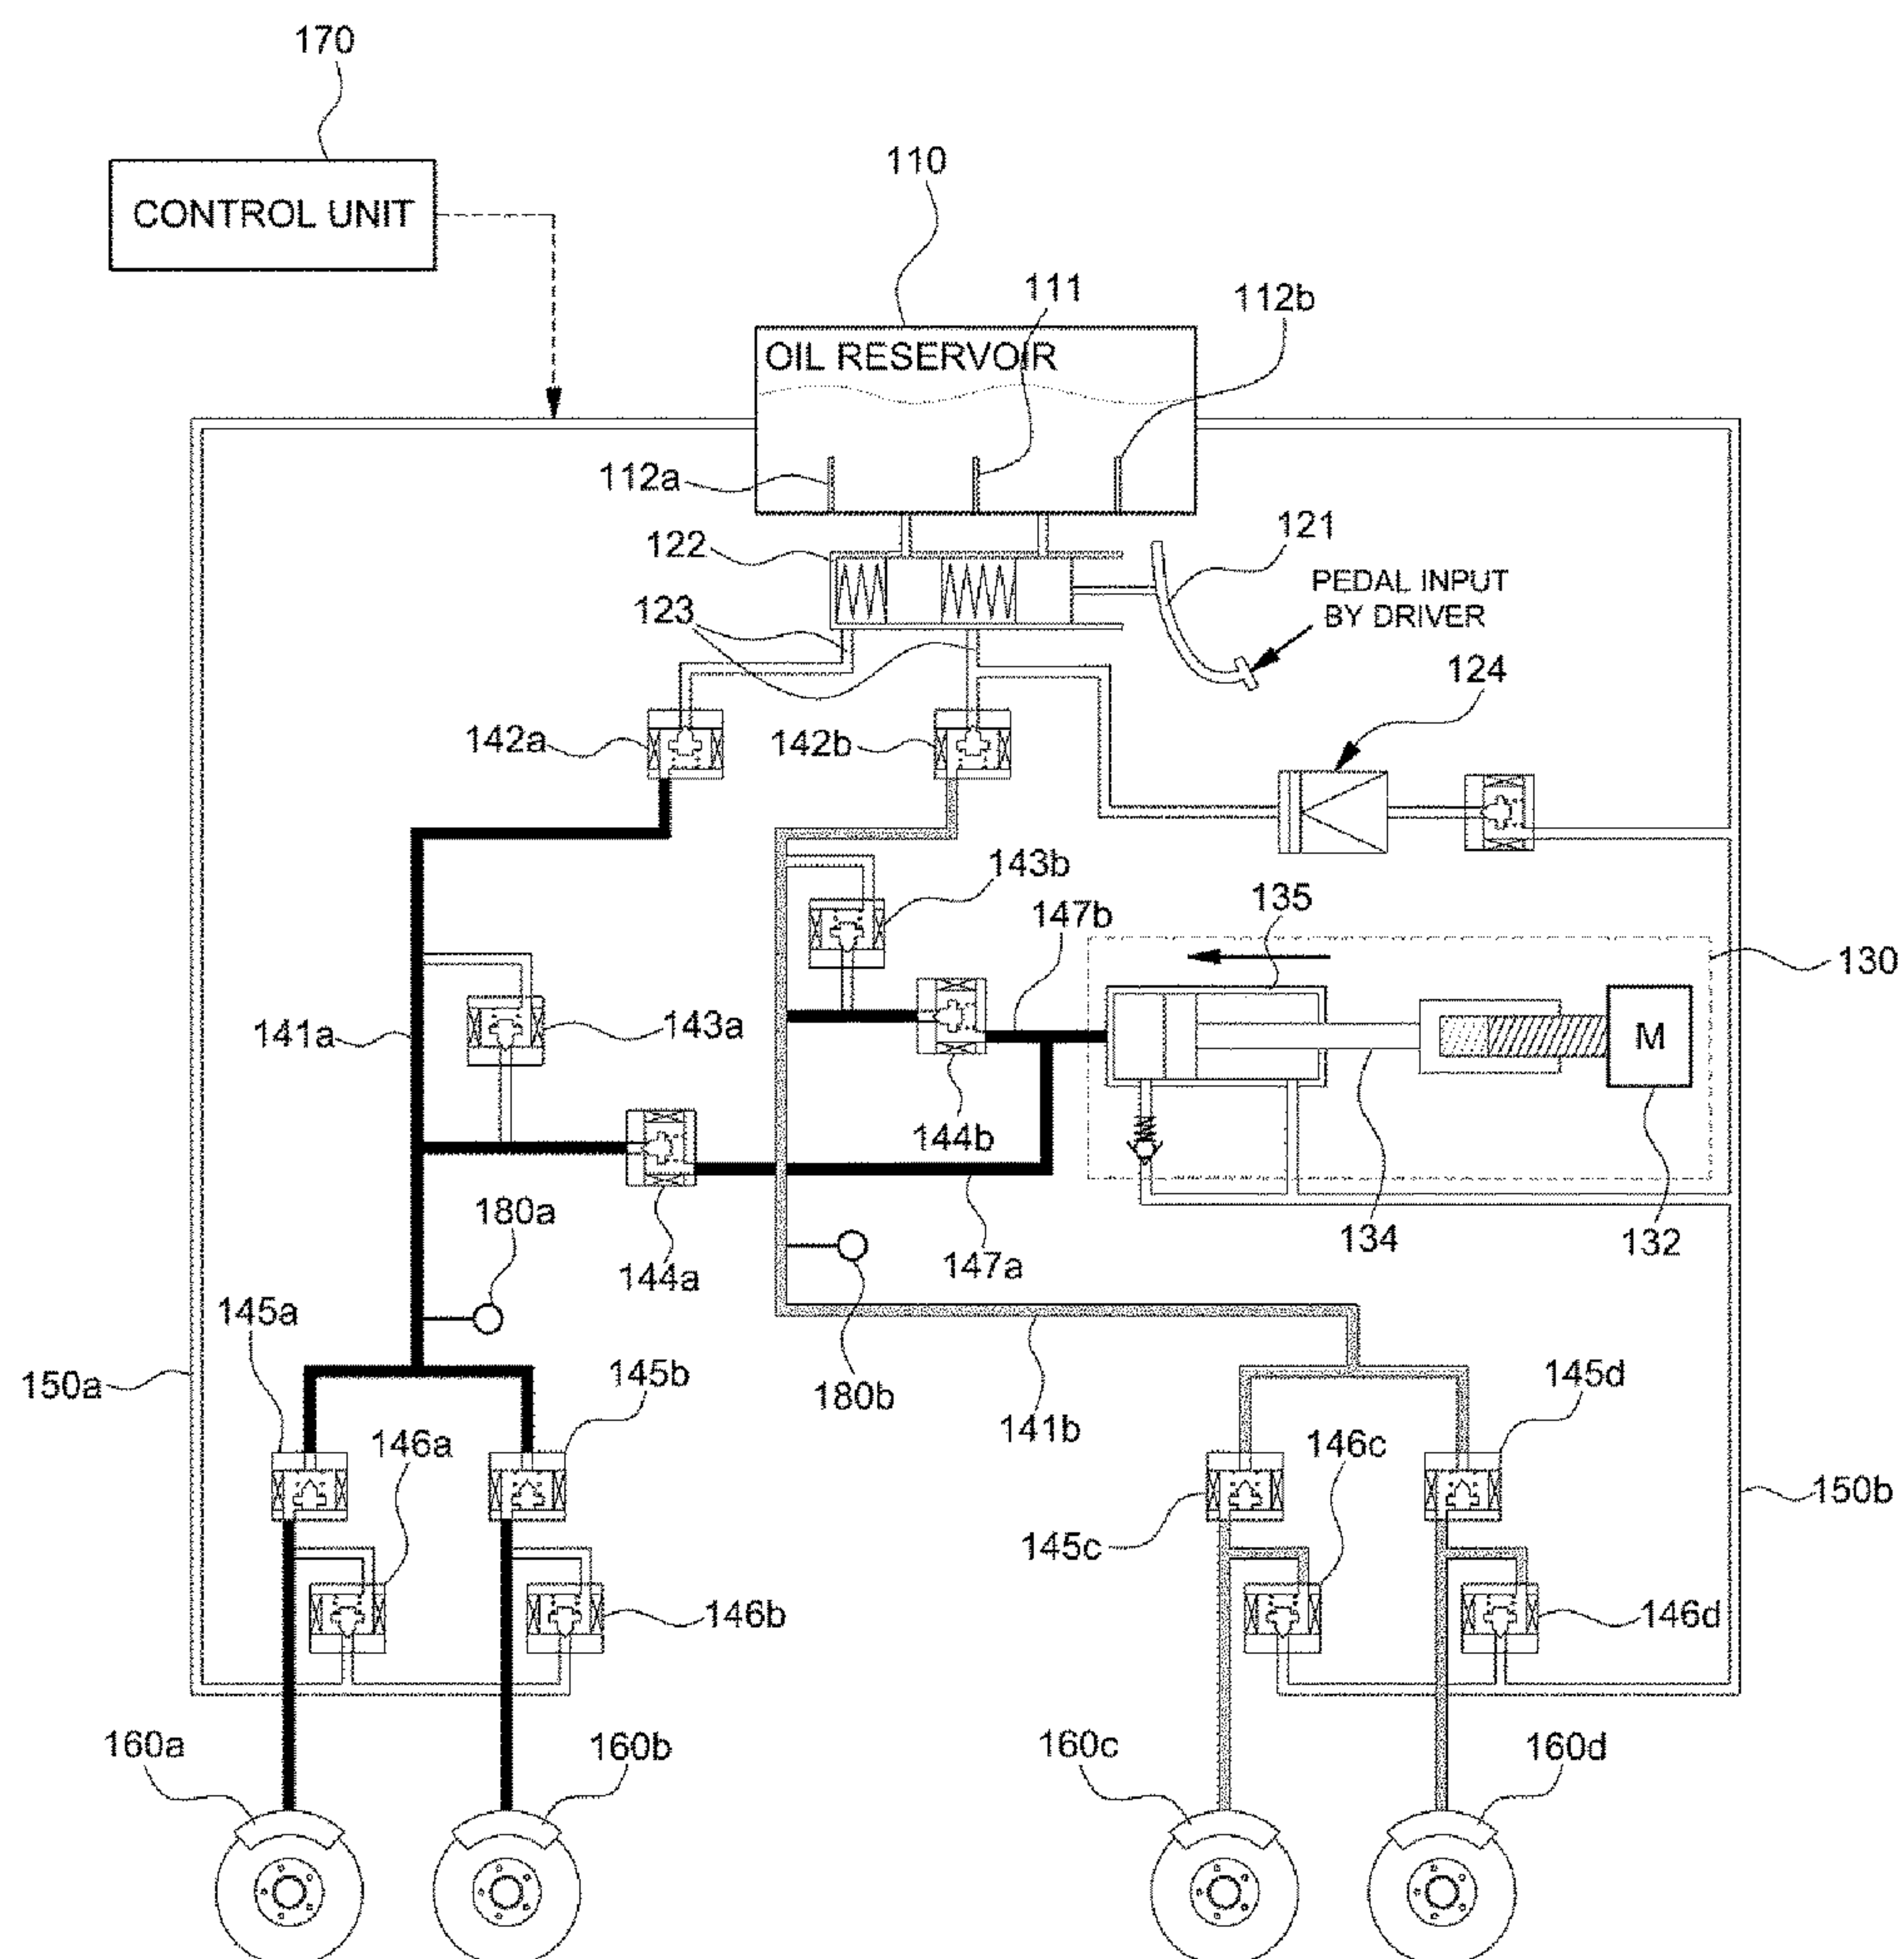 170
CONTROL UNIT
110
111
112b
OIL RESERVOIR
112a
122
121
PEDAL INPUT
BY DRIVER
123
124
142a
142b
143b
135
147b
130
141a
143a
M
144b
180a
134
132
144a
147a
145a
145b
150a
180b
145d
141b
146a
146c
150b
145c
146b
146d
160a
160b
160c
160d